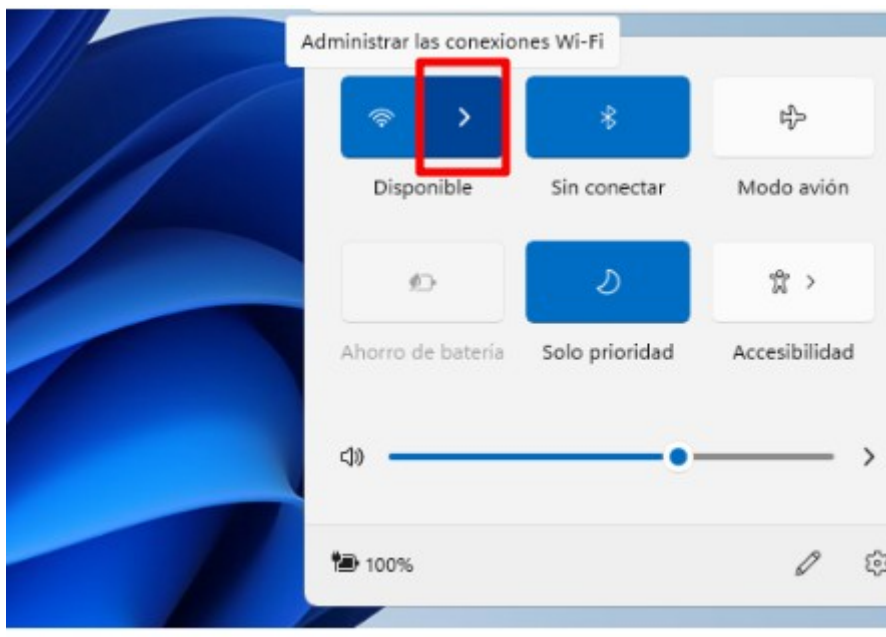 Administrar las conexiones Wi-Fi
Disponible
Sin conectar
Modo avión
Ahorro de batería
Solo prioridad
Accesibilidad
100%